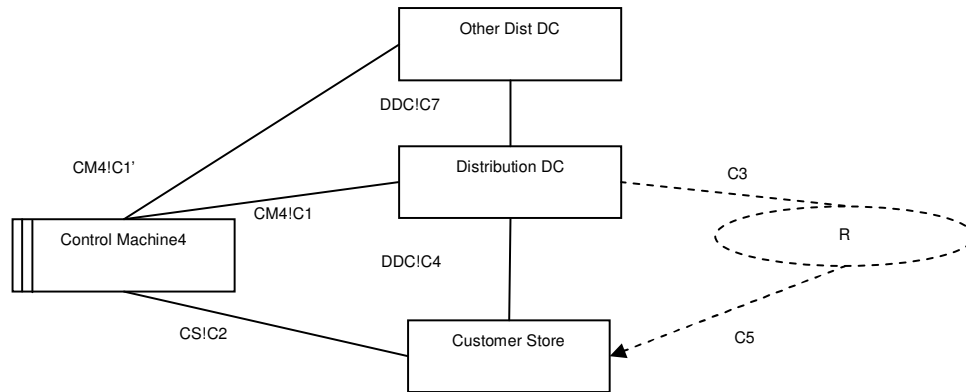 Other Dist DC
DDC!C7
CM4!C1’
Distribution DC
C3
CM4!C1
Control Machine4
R
DDC!C4
CS!C2
Customer Store
C5